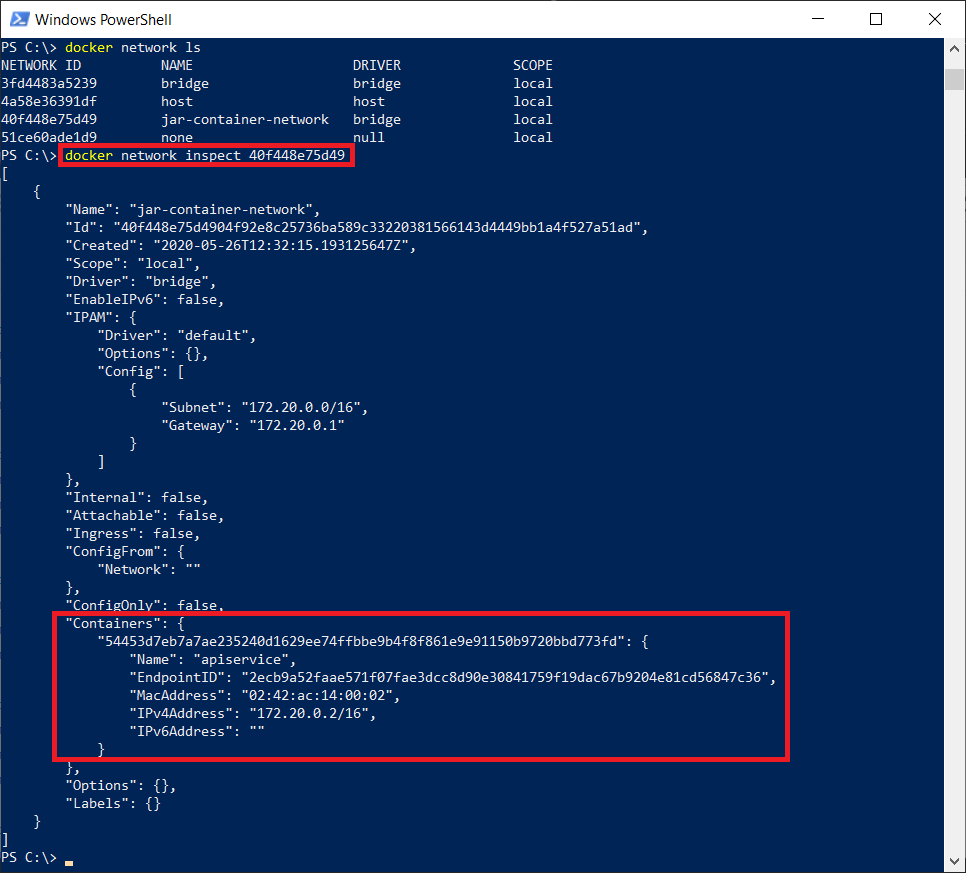 Windows PowerShell
PS C:\> docker network ls
NETWORK ID          NAME                    DRIVER              SCOPE
3fd4483a5239        bridge                  bridge              local
4a58e36391df        host                    host                local
40f448e75d49        jar-container-network   bridge              local
51ce60ade1d9        none                    null                local
PS C:\> docker network inspect 40f448e75d49
[
    {
        "Name": "jar-container-network",
        "Id": "40f448e75d4904f92e8c25736ba589c33220381566143d4449bb1a4f527a51ad",
        "Created": "2020-05-26T12:32:15.193125647Z",
        "Scope": "local",
        "Driver": "bridge",
        "EnableIPv6": false,
        "IPAM": {
            "Driver": "default",
            "Options": {},
            "Config": [
                {
                    "Subnet": "172.20.0.0/16",
                    "Gateway": "172.20.0.1"
                }
            ]
        },
        "Internal": false,
        "Attachable": false,
        "Ingress": false,
        "ConfigFrom": {
            "Network": ""
        },
        "ConfigOnly": false,
        "Containers": {
            "54453d7eb7a7ae235240d1629ee74ffbbe9b4f8f861e9e91150b9720bbd773fd": {
                "Name": "apiservice",
                "EndpointID": "2ecb9a52faae571f07fae3dcc8d90e30841759f19dac67b9204e81cd56847c36",
                "MacAddress": "02:42:ac:14:00:02",
                "IPv4Address": "172.20.0.2/16",
                "IPv6Address": ""
            }
        },
        "Options": {},
        "Labels": {}
    }
]
PS C:\>